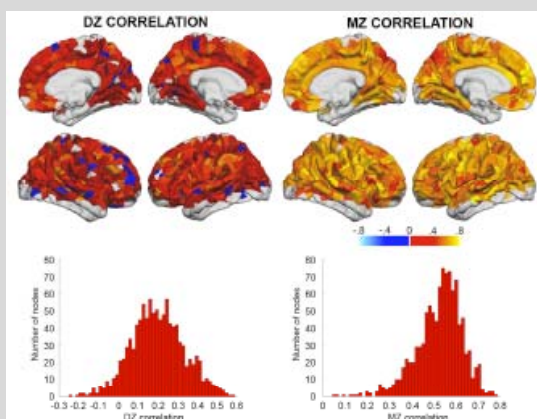 DZ CORRELATION MZ CORRELATION
-.8 -.4 0 .4 .8
Number of nodes
80
70
60
50
40
30
20
10
0
-0.3 -0.2 -0.1 0 0.1 0.2 0.3 0.4 0.5 0.6
DZ correlation
Number of nodes
80
70
60
50
40
30
20
10
0
0 0.1 0.2 0.3 0.4 0.5 0.6 0.7 0.8
MZ correlation